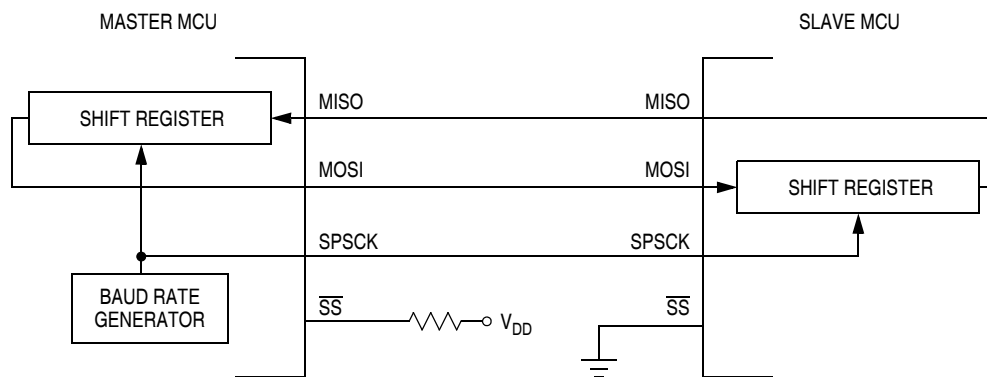 MASTER MCU
SLAVE MCU
SHIFT REGISTER
MISO
MISO
MOSI
MOSI
SHIFT REGISTER
SPSCK
SPSCK
BAUD RATE
GENERATOR
SS
VDD
SS